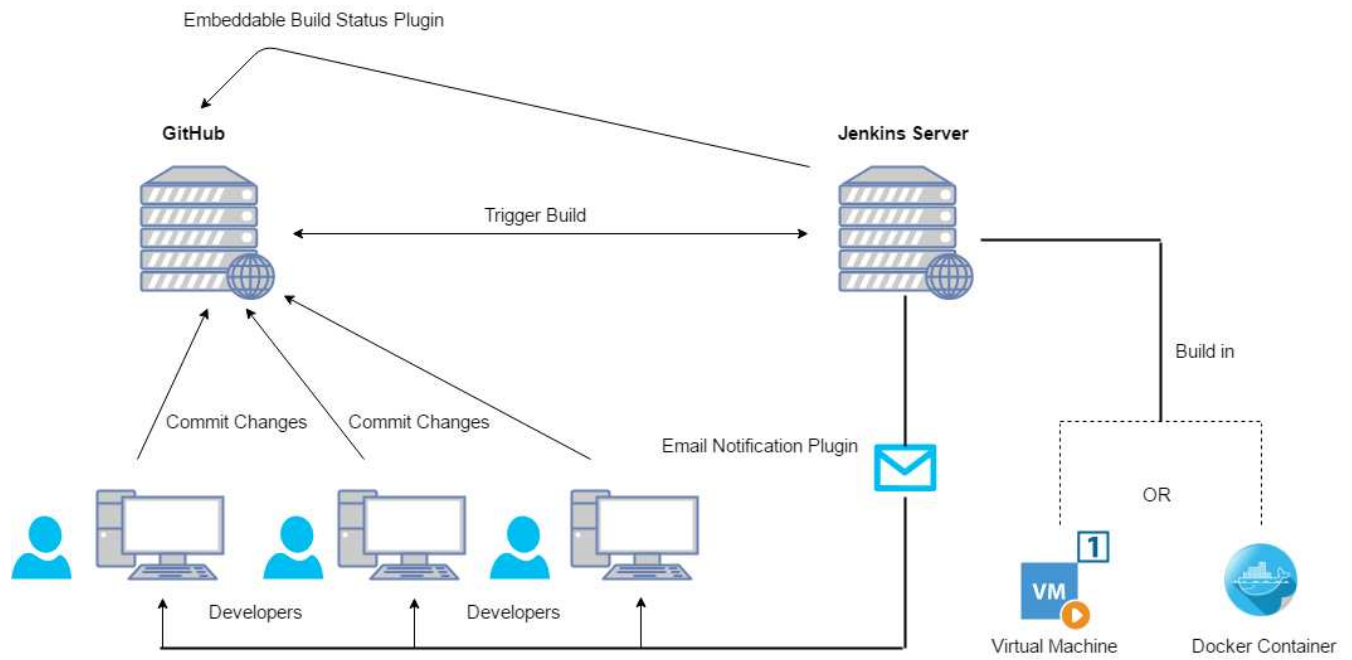 Embeddable Build Status Plugin
GitHub
Jenkins Server
Trigger Build
Build in
Commit Changes
Commit Changes
Email Notification Plugin
OR
1
VM
Developers
Developers
Virtual Machine
Docker Container